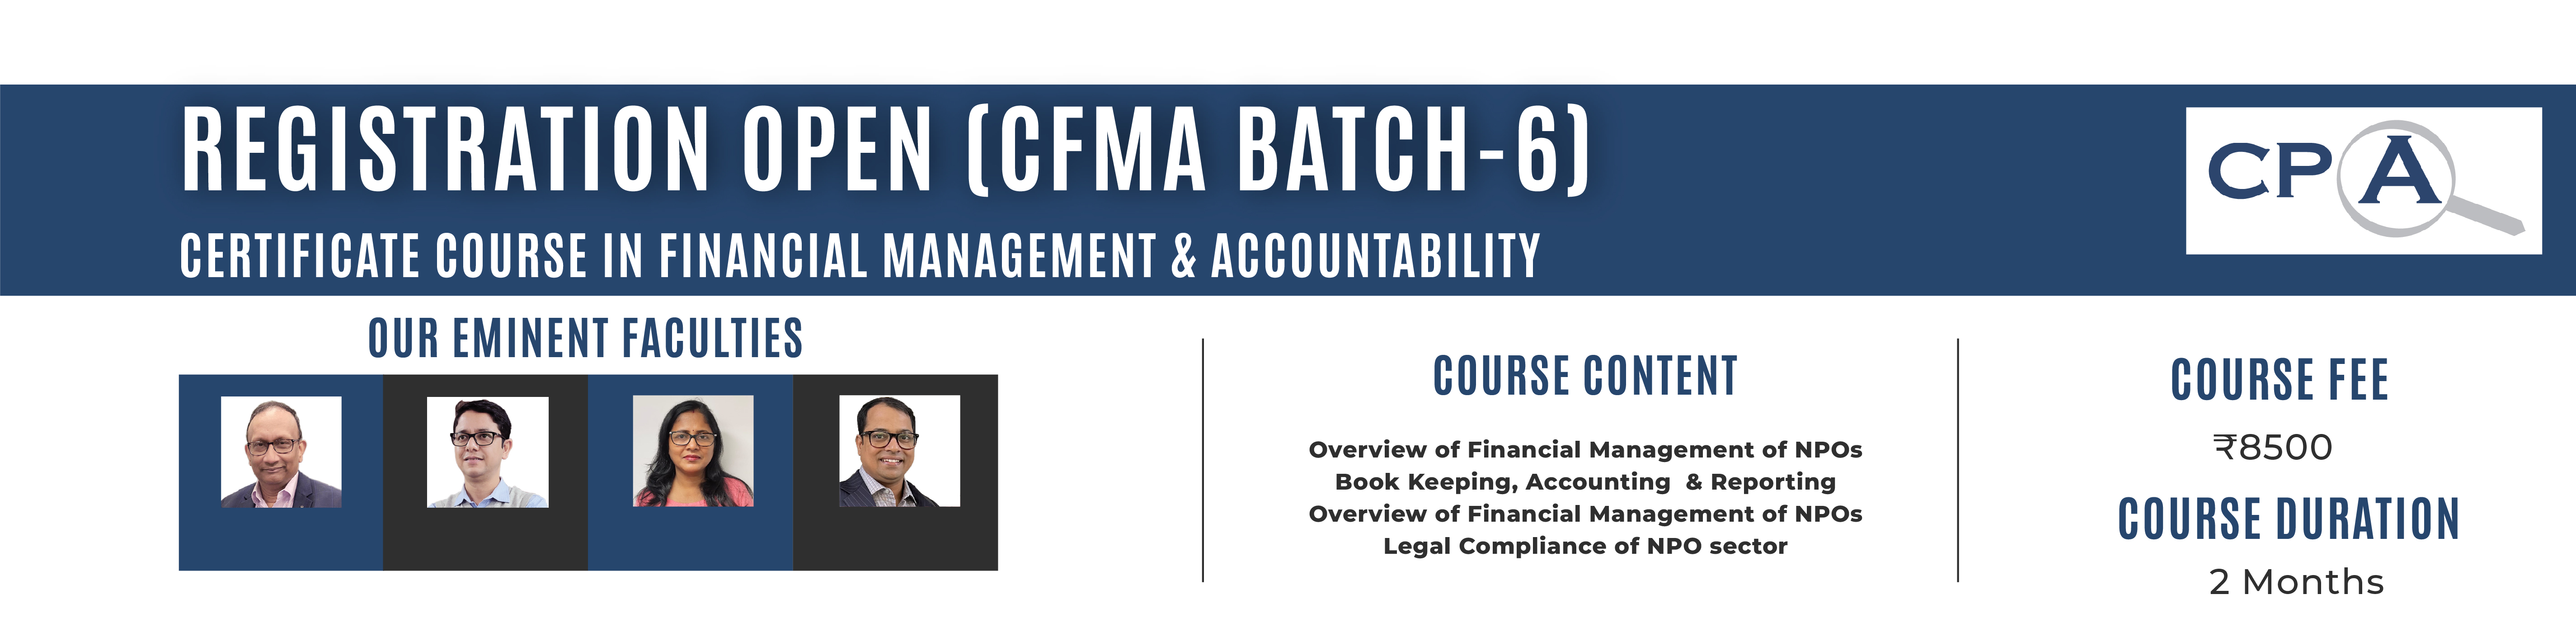 REGISTRATION OPEN (CFMA BATCH-6)
CERTIFICATE COURSE IN FINANCIAL MANAGEMENT & ACCOUNTABILITY
CPA
OUR EMINENT FACULTIES
COURSE CONTENT
Overview of Financial Management of NPOs
Book Keeping, Accounting & Reporting
Overview of Financial Management of NPOs
Legal Compliance of NPO sector
COURSE FEE
₹8500
COURSE DURATION
2 Months